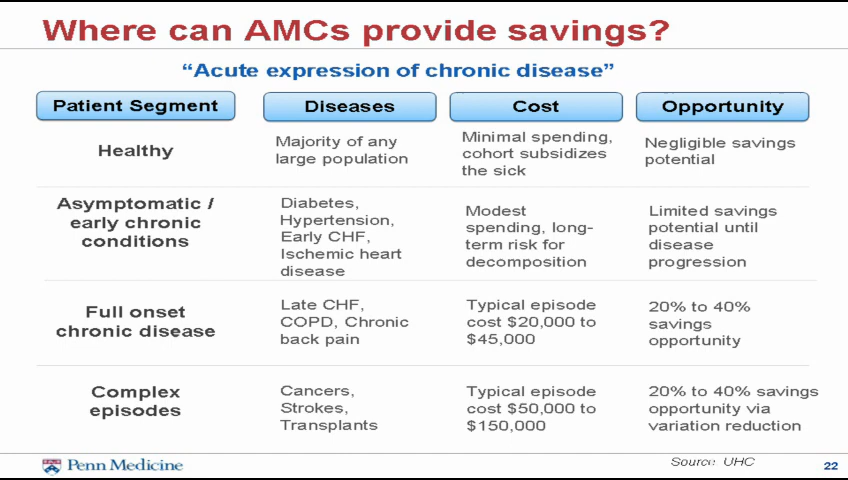 Where can AMCs provide savings?
“Acute expression of chronic disease”
Patient Segment
Diseases
Cost
Opportunity
Healthy
Majority of any
large population
Minimal spending,
cohort subsidizes
the sick
Negligible savings
potential
Asymptomatic /
early chronic
conditions
Diabetes,
Hypertension,
Early CHF,
Ischemic heart
disease
Modest
spending, long-
term risk for
decomposition
Limited savings
potential until
disease
progression
Full onset
chronic disease
Late CHF,
COPD, Chronic
back pain
Typical episode
cost $20,000 to
$45,000
20% to 40%
savings
opportunity
Complex
episodes
Cancers,
Strokes,
Transplants
Typical episode
cost $50,000 to
$150,000
20% to 40% savings
opportunity via
variation reduction
Penn Medicine
Source: UHC
22